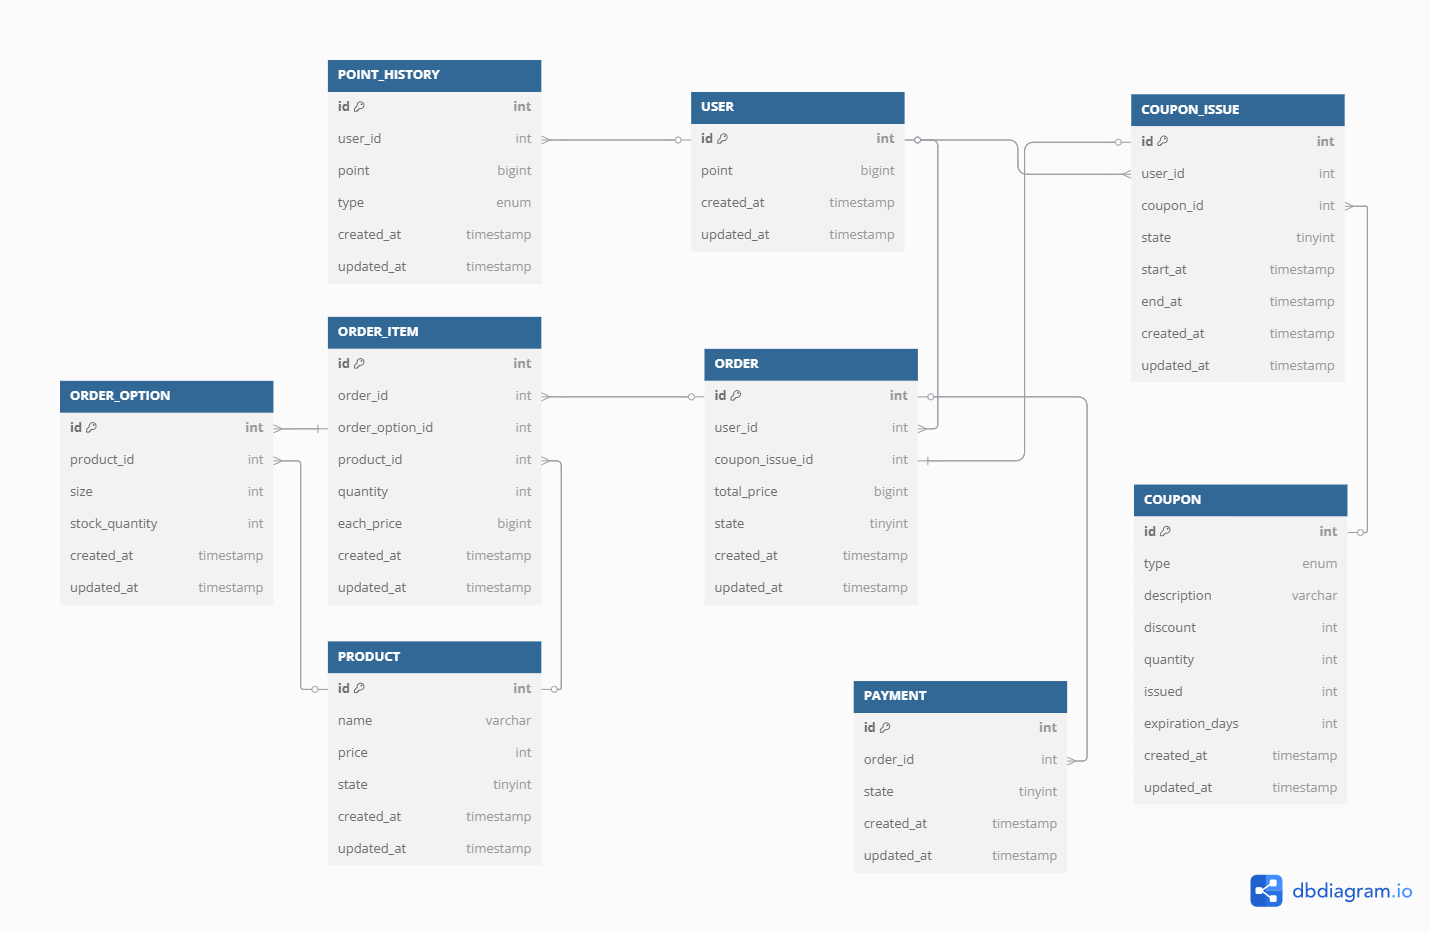 POINT_HISTORY
id int
user_id int
point bigint
type enum
created_at timestamp
updated_at timestamp
USER
id int
point bigint
created_at timestamp
updated_at timestamp
COUPON_ISSUE
id int
user_id int
coupon_id int
state tinyint
start_at timestamp
end_at timestamp
created_at timestamp
updated_at timestamp
ORDER_OPTION
id int
product_id int
size int
stock_quantity int
created_at timestamp
updated_at timestamp
ORDER_ITEM
id int
order_id int
order_option_id int
product_id int
quantity int
each_price bigint
created_at timestamp
updated_at timestamp
ORDER
id int
user_id int
coupon_issue_id int
total_price bigint
state tinyint
created_at timestamp
updated_at timestamp
COUPON
id int
type enum
description varchar
discount int
quantity int
issued int
expiration_days int
created_at timestamp
updated_at timestamp
PRODUCT
id int
name varchar
price int
state tinyint
created_at timestamp
updated_at timestamp
PAYMENT
id int
order_id int
state tinyint
created_at timestamp
updated_at timestamp
dbdiagram.io